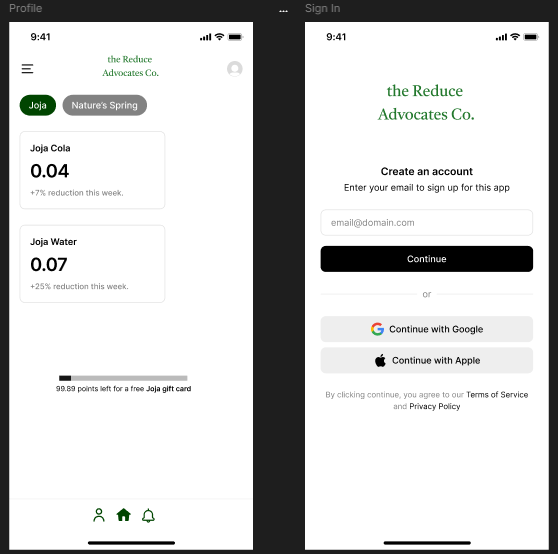 Profile
...
Sign In
9:41
the Reduce
Advocates Co.
Joja
Nature's Spring
Joja Cola
0.04
+7% reduction this week.
Joja Water
0.07
+25% reduction this week.
99.89 points left for a free Joja gift card
9:41
the Reduce
Advocates Co.
Create an account
Enter your email to sign up for this app
email@domain.com
Continue
or
Continue with Google
Continue with Apple
By clicking continue, you agree to our Terms of Service
and Privacy Policy